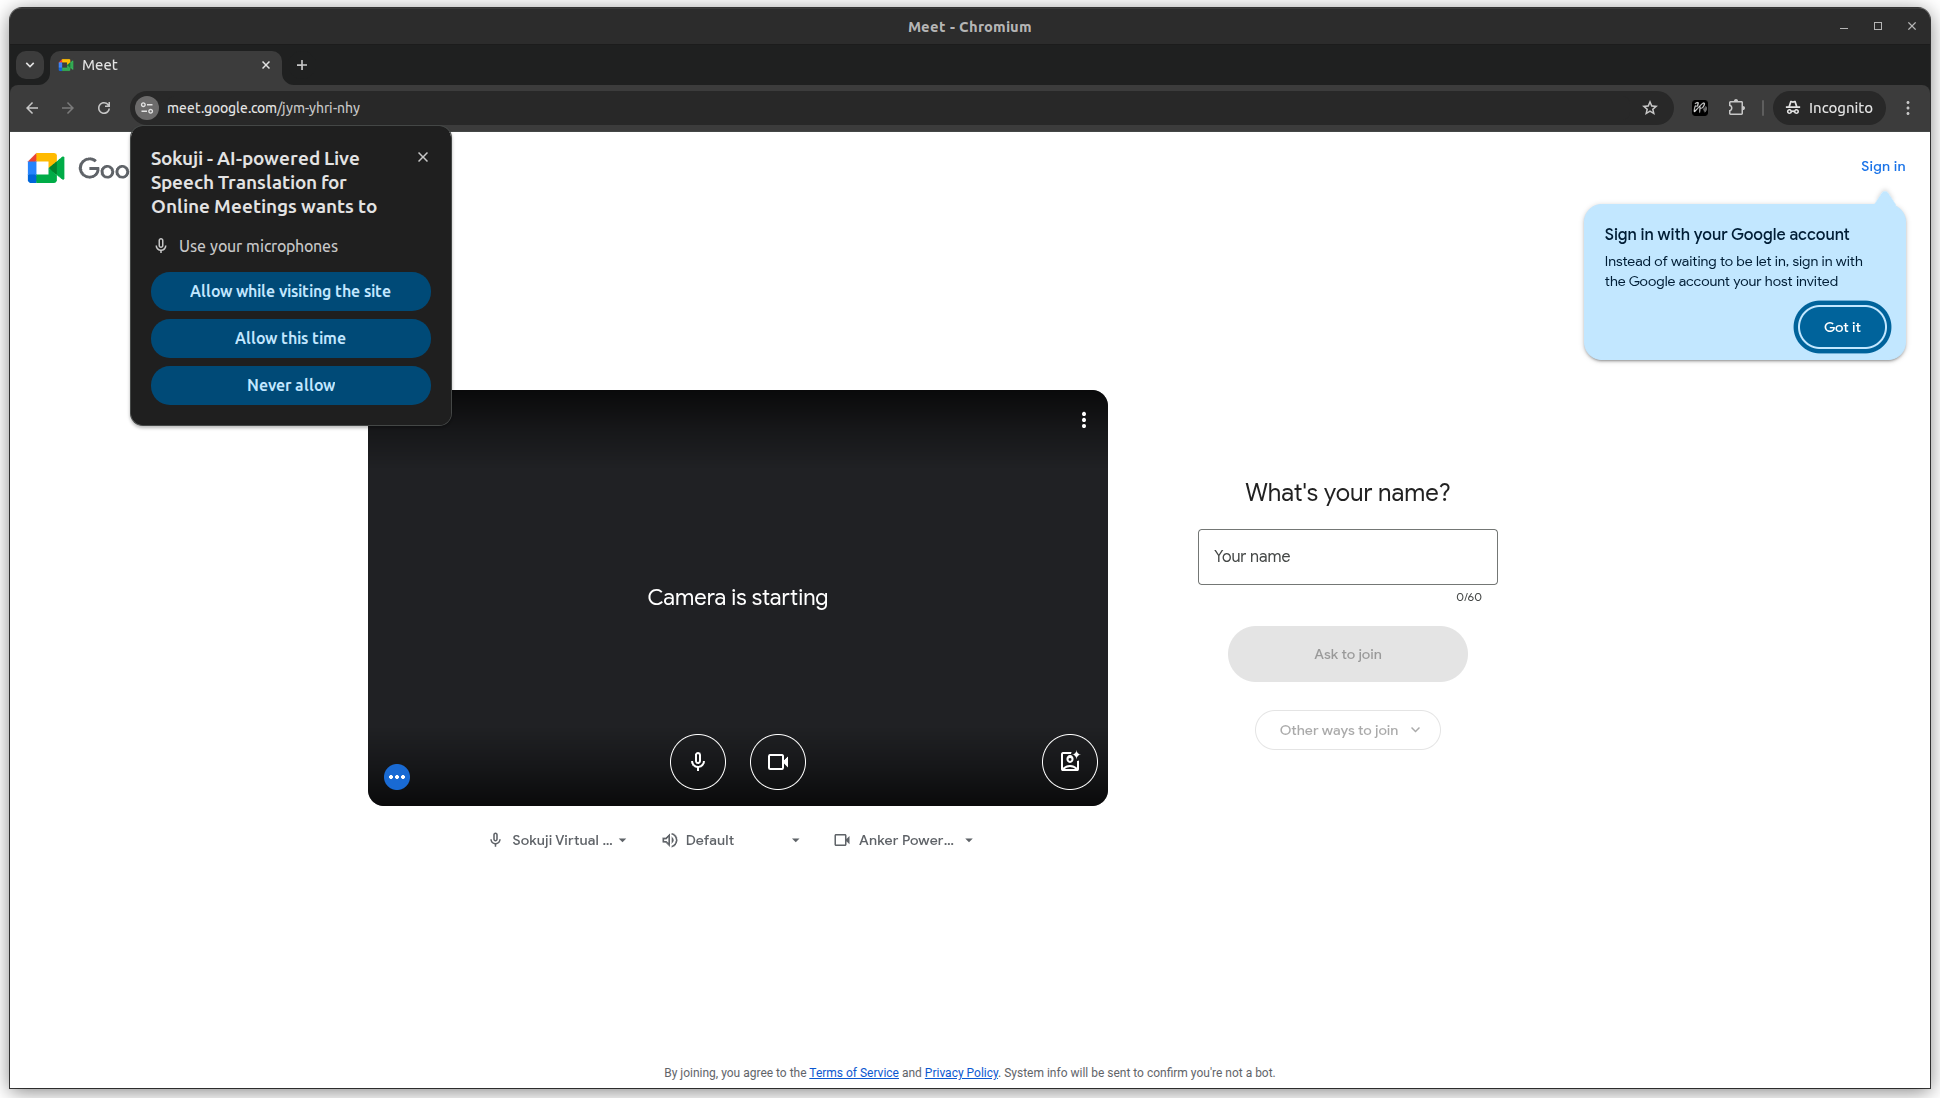 Meet - Chromium
Meet
meet.google.com/jym-yhri-nhy
Incognito
Goo
Sign in
Sokuji - AI-powered Live
Speech Translation for
Online Meetings wants to
Use your microphones
Allow while visiting the site
Allow this time
Never allow
Sign in with your Google account
Instead of waiting to be let in, sign in with
the Google account your host invited
Got it
Camera is starting
What's your name?
Your name
0/60
Ask to join
Other ways to join
Sokuji Virtual ...
Default
Anker Power...
By joining, you agree to the Terms of Service and Privacy Policy. System info will be sent to confirm you're not a bot.